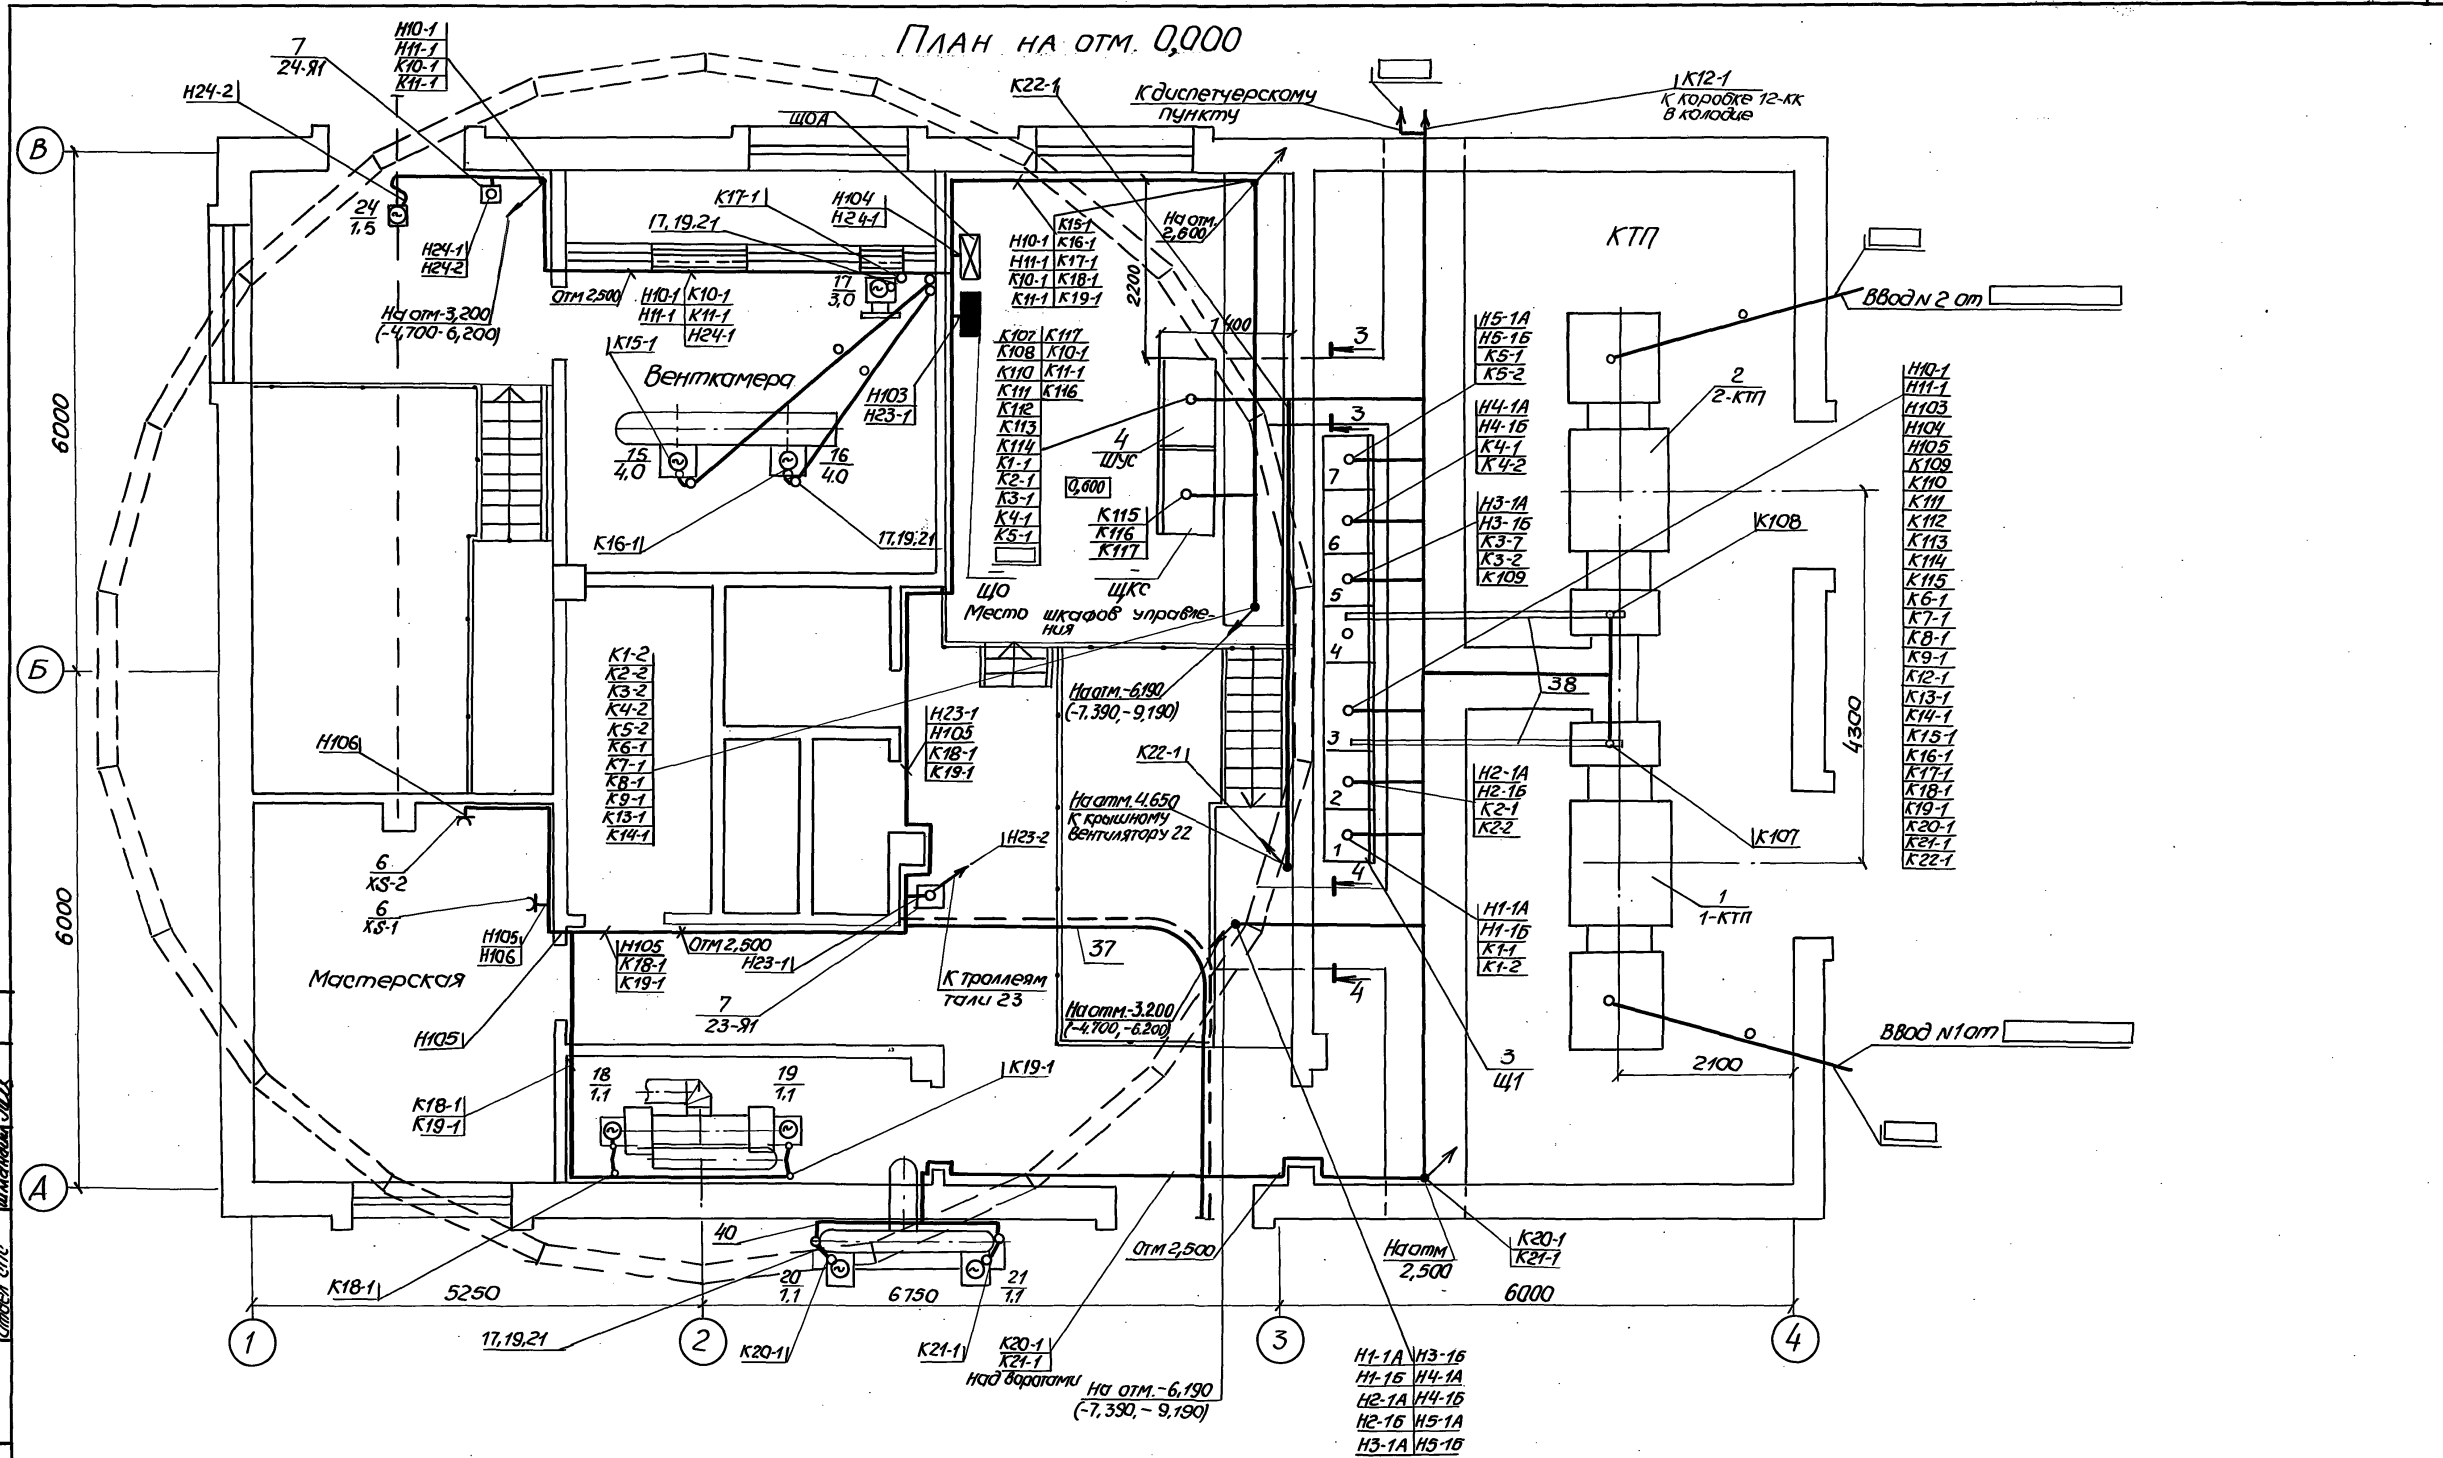 План на отм. 0,000
7
24-Я1
Н10-1
Н11-1
К10-1
К11-1
Н24-2
ЩОА
К22-1
К диспетчерскому
пункту
К12-1
К коробке 12-КК
в колодце
В
24
1,5
Н24-1
Н24-2
На отм-3,200
(-4,700-6,200)
К17-1
17,19,21
Н104
Н24-1
17
3,0
Отм 2,500
Н10-1 К10-1
Н11-1 К11-1
Н24-1
К15-1
Н10-1 К16-1
Н11-1 К17-1
К10-1 К18-1
К11-1 К19-1
На отм.
2,600
2200
1400
КТП
Ввод N2 от
К15-1
Венткамера
15
4,0
16
4.0
Н103
Н23-1
К16-1
17,19,21
К107 К117
К108 К10-1
К110 К11-1
К111 К116
К112
К113
К114
К1-1
К2-1
К3-1
К4-1
К5-1
4
ЩУС
0,600
К115
К116
К117
ЩО
ЩКС
Место шкафов управле-
ния
3
3
Н5-1А
Н5-1Б
К5-1
К5-2
Н4-1А
Н4-1Б
К4-1
К4-2
Н3-1А
Н3-1Б
К3-7
К3-2
К109
2
2-КТП
К108
Н10-1
Н11-1
Н103
Н104
Н105
К109
К110
К111
К112
К113
К114
К115
К6-1
К7-1
К8-1
К9-1
К12-1
К13-1
К14-1
К15-1
К16-1
К17-1
К18-1
К19-1
К20-1
К21-1
К22-1
6000
Б
7
6
5
4
3
2
1
38
4300
К1-2
К2-2
К3-2
К4-2
К5-2
К6-1
К7-1
К8-1
К9-1
К13-1
К14-1
Н23-1
Н105
К18-1
К19-1
На отм.-6,190
(-7,390,-9,190)
К22-1
На отм. 4.650
К крышному
вентилятору 22
Н2-1А
Н2-1Б
К2-1
К2-2
К107
Н106
6
XS-2
6
XS-1
Н105
Н106
Н23-2
6000
Мастерская
Н105
Н105
К18-1
К19-1
Отм 2,500
Н23-1
7
23-Я1
К троллеям
тали 23
37
На отм.-3.200
(-4.700,-6.200)
4
4
Н1-1А
Н1-1Б
К1-1
К1-2
1
1-КТП
3
Щ1
Ввод N1 от
2100
К18-1
К19-1
18
1,1
19
1,1
К19-1
А
40
20
1,1
21
1,1
Отм 2,500
На отм
2,500
К20-1
К21-1
К18-1
5250
6750
6000
1
2
3
4
17,19,21
К20-1
К21-1
К20-1
К21-1
над воротами
На отм.-6,190
(-7,390,-9,190)
Н1-1А Н3-1Б
Н1-1Б Н4-1А
Н2-1А Н4-1Б
Н2-1Б Н5-1А
Н3-1А Н5-1Б